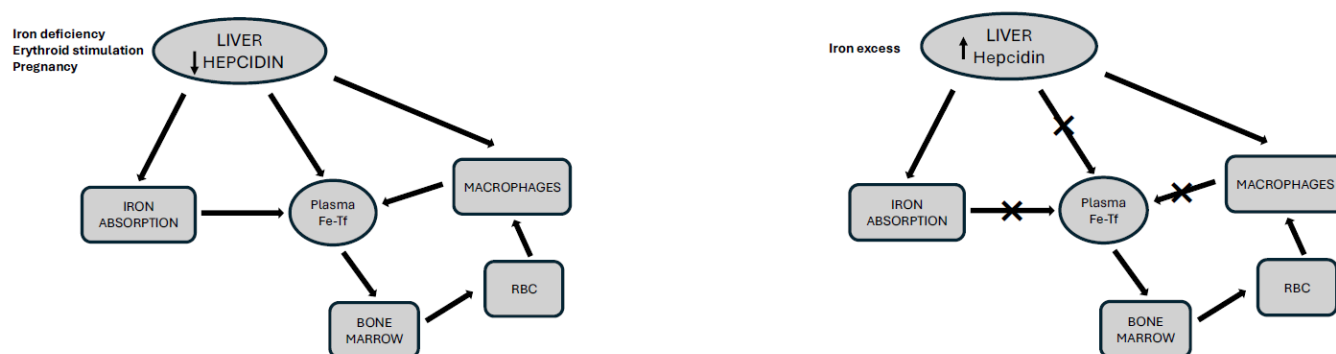 Iron deficiency
Erythroid stimulation
Pregnancy
LIVER
HEPCIDIN
IRON
ABSORPTION
Plasma
Fe-Tf
MACROPHAGES
RBC
BONE
MARROW
Iron excess
LIVER
Hepcidin
IRON
ABSORPTION
Plasma
Fe-Tf
MACROPHAGES
RBC
BONE
MARROW